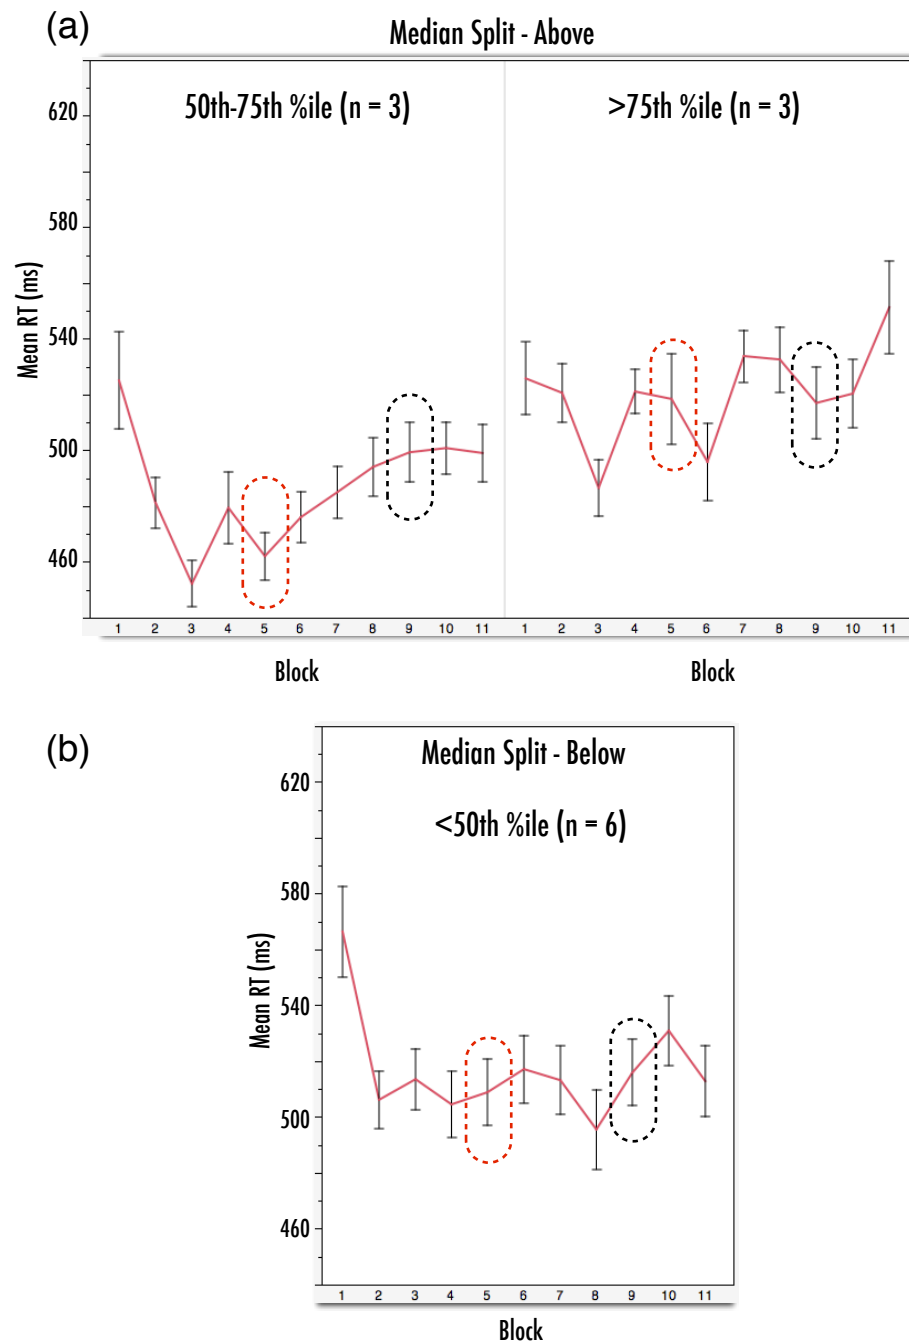 (a)
Median Split - Above
50th-75th %ile (n = 3) >75th %ile (n = 3)
620
580
540
500
460
Mean RT (ms)
1 2 3 4 5 6 7 8 9 10 11 1 2 3 4 5 6 7 8 9 10 11
Block Block
(b)
Median Split - Below
<50th %ile (n = 6)
620
580
540
500
460
Mean RT (ms)
1 2 3 4 5 6 7 8 9 10 11
Block